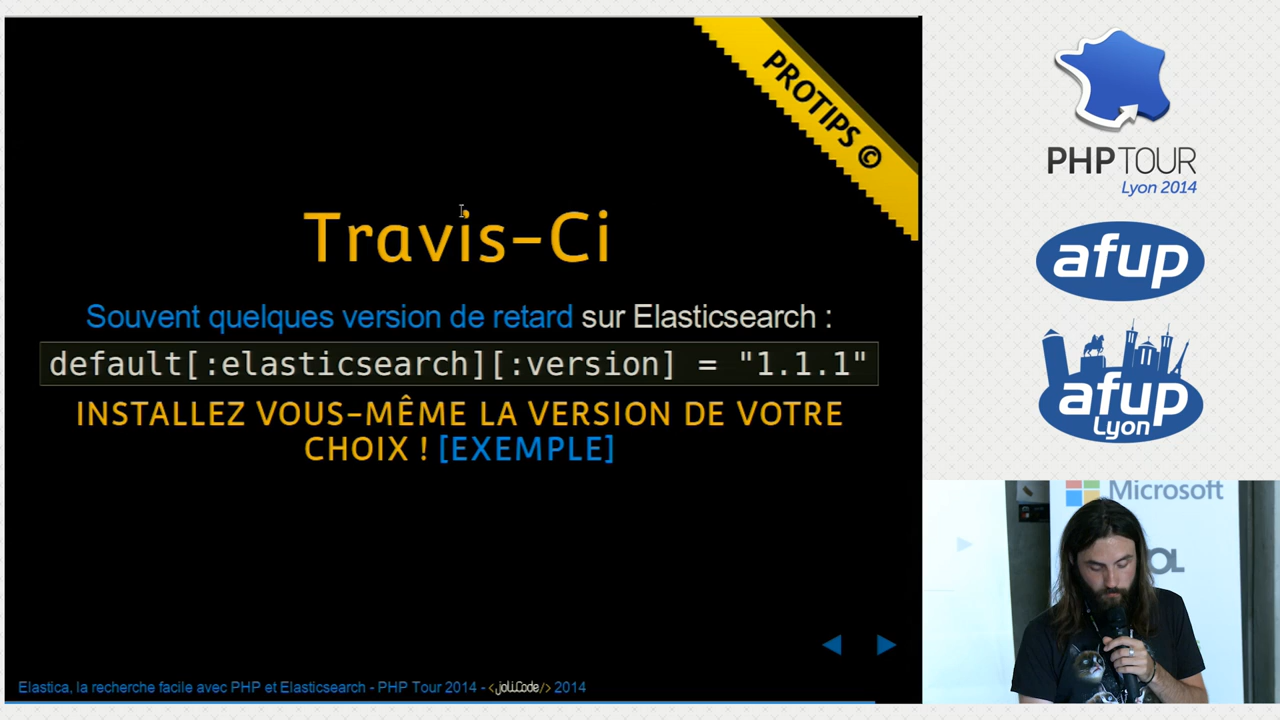 PROTIPS ©
Travis-Ci
Souvent quelques version de retard sur Elasticsearch :
default[:elasticsearch][:version] = "1.1.1"
INSTALLEZ VOUS-MÊME LA VERSION DE VOTRE
CHOIX ! [EXEMPLE]
Elastica, la recherche facile avec PHP et Elasticsearch - PHP Tour 2014 - <joliCode/> 2014
PHP TOUR
Lyon 2014
afup
afup
Lyon
Microsoft
OL